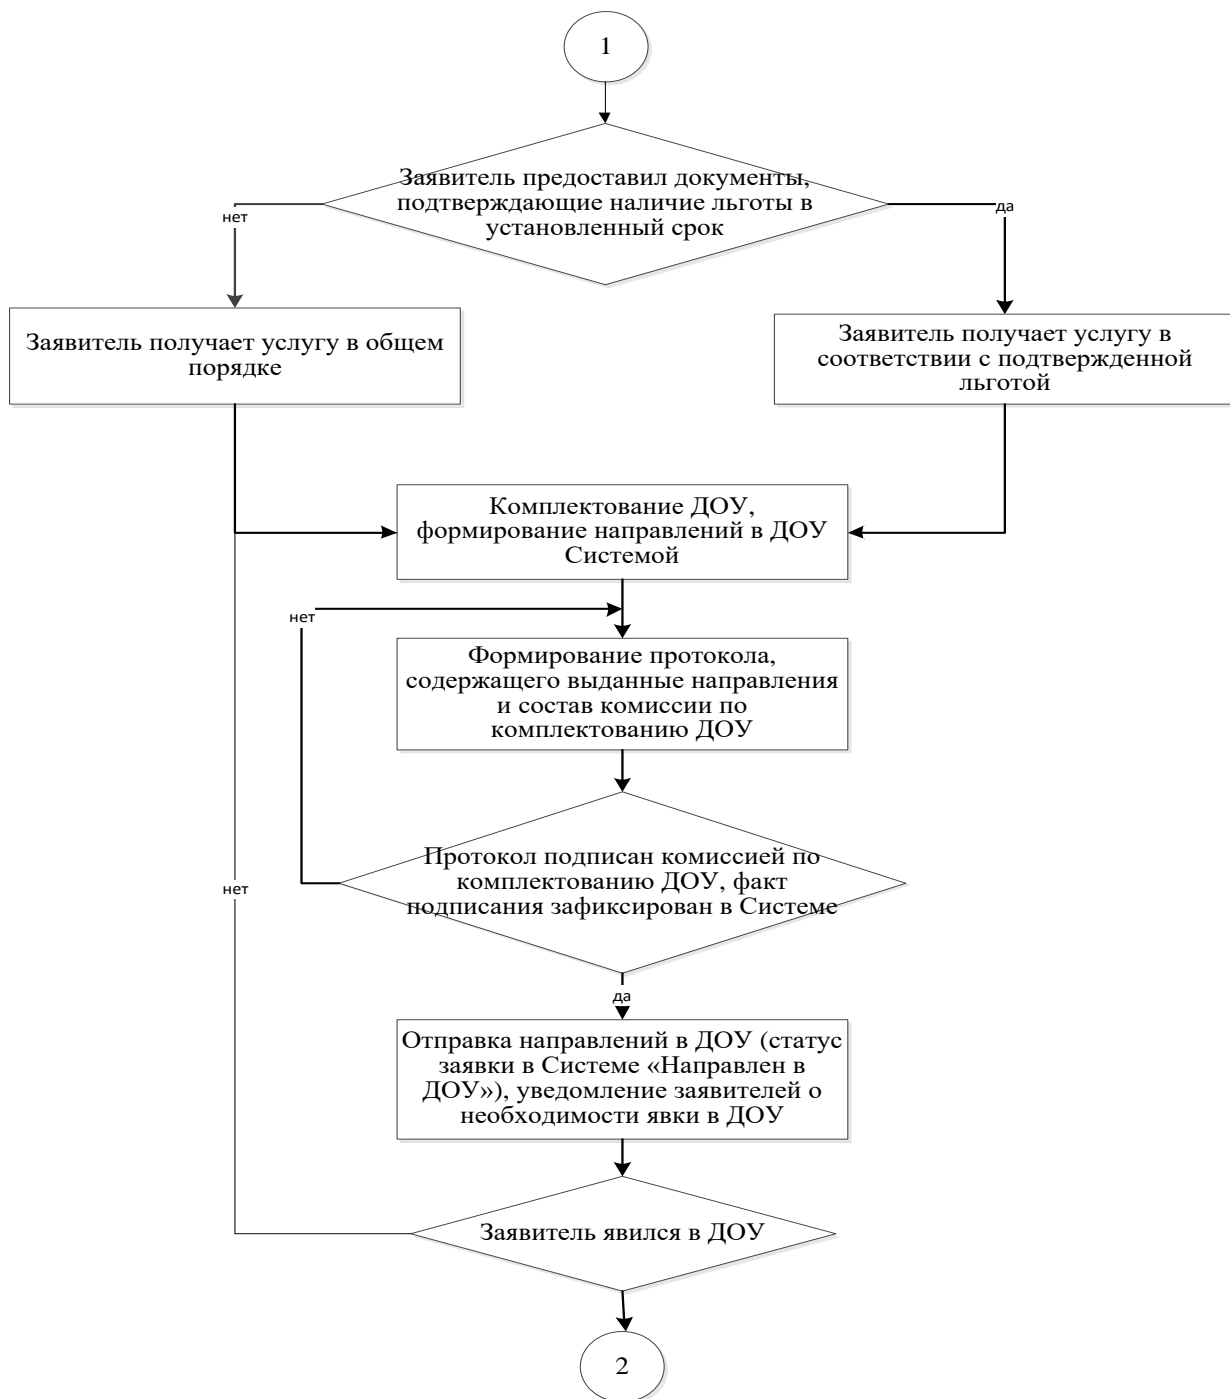 1
Заявитель предоставил документы,
подтверждающие наличие льготы в
установленный срок
нет
да
Заявитель получает услугу в общем
порядке
Заявитель получает услугу в
соответствии с подтвержденной
льготой
Комплектование ДОУ,
формирование направлений в ДОУ
Системой
нет
Формирование протокола,
содержащего выданные направления
и состав комиссии по
комплектованию ДОУ
Протокол подписан комиссией по
комплектованию ДОУ, факт
подписания зафиксирован в Системе
нет
да
Отправка направлений в ДОУ (статус
заявки в Системе «Направлен в
ДОУ»), уведомление заявителей о
необходимости явки в ДОУ
Заявитель явился в ДОУ
2